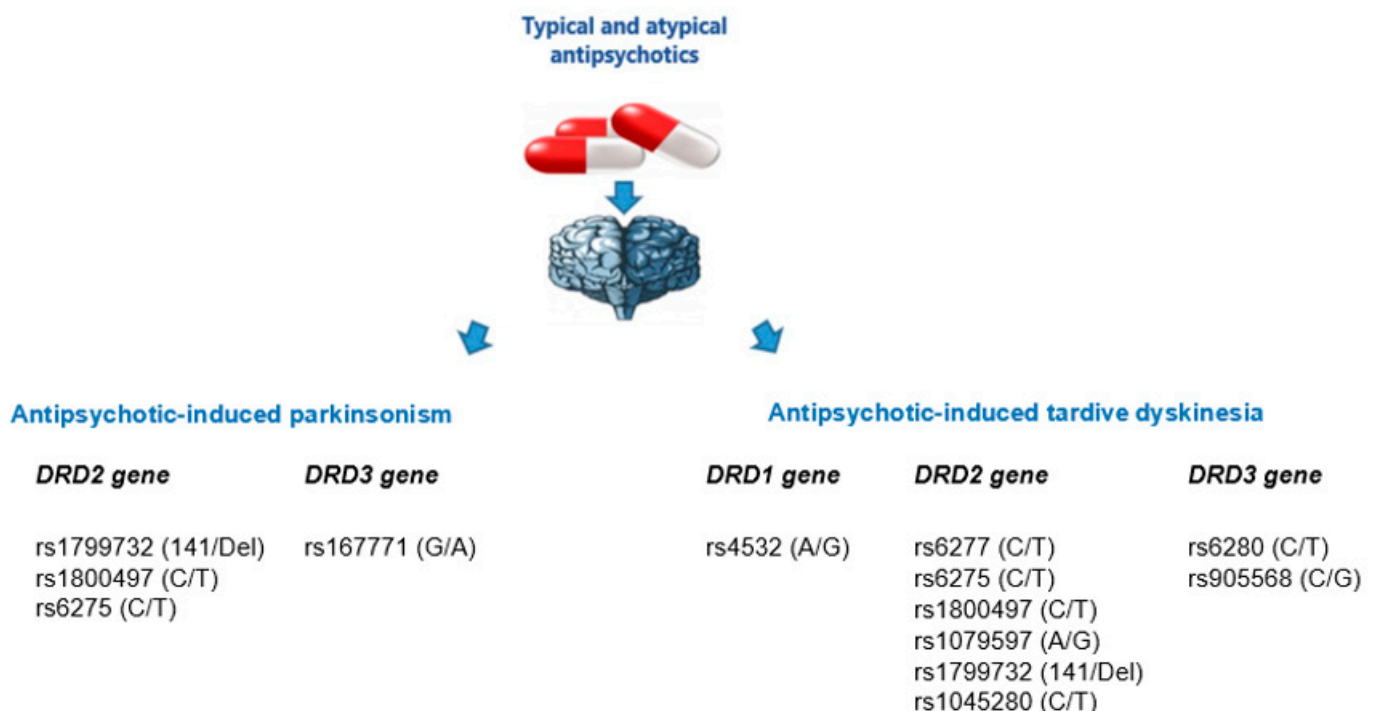 Typical and atypical
antipsychotics
Antipsychotic-induced parkinsonism
DRD2 gene
DRD3 gene
rs1799732 (141/Del)
rs167771 (G/A)
rs1800497 (C/T)
rs6275 (C/T)
Antipsychotic-induced tardive dyskinesia
DRD1 gene
DRD2 gene
DRD3 gene
rs4532 (A/G)
rs6277 (C/T)
rs6280 (C/T)
rs6275 (C/T)
rs905568 (C/G)
rs1800497 (C/T)
rs1079597 (A/G)
rs1799732 (141/Del)
rs1045280 (C/T)